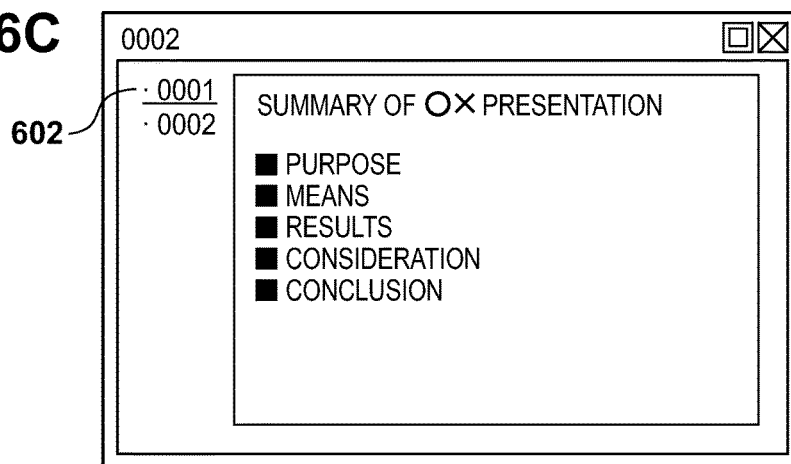 6C
0002
602
· 0001
· 0002
SUMMARY OF ○× PRESENTATION
■ PURPOSE
■ MEANS
■ RESULTS
■ CONSIDERATION
■ CONCLUSION